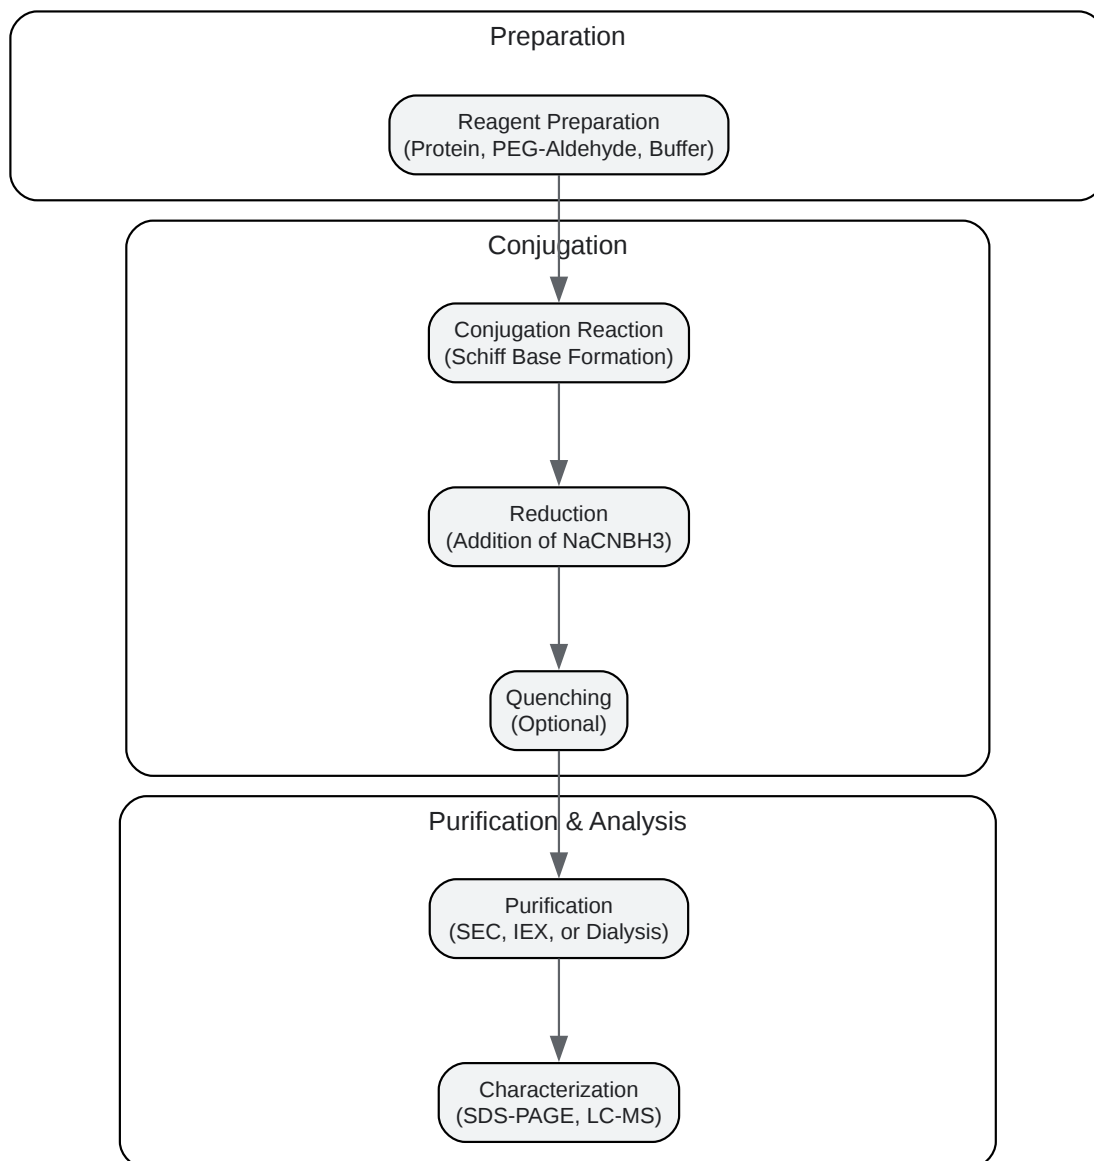 Preparation
Reagent Preparation
(Protein, PEG-Aldehyde, Buffer)
Conjugation
Conjugation Reaction
(Schiff Base Formation)
Reduction
(Addition of NaCNBH3)
Quenching
(Optional)
Purification & Analysis
Purification
(SEC, IEX, or Dialysis)
Characterization
(SDS-PAGE, LC-MS)